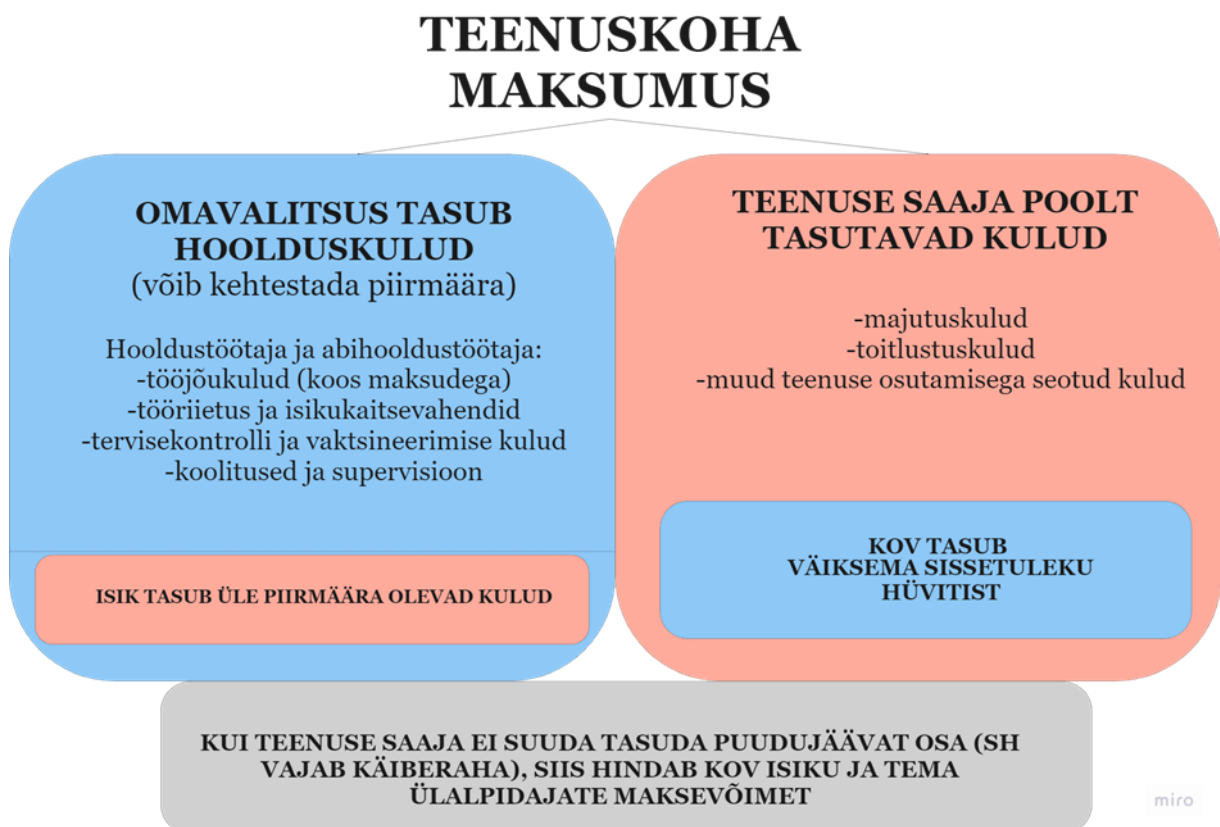 TEENUSKOHA
MAKSUMUS
OMAVALITSUS TASUB
HOOLDUSKULUD
(võib kehtestada piirmäära)
Hooldustöötaja ja abihooldustöötaja:
-tööjõukulud (koos maksudega)
-tööriietus ja isikukaitsevahendid
-tervisekontrolli ja vaktsineerimise kulud
-koolitused ja supervisioon
ISIK TASUB ÜLE PIIRMÄÄRA OLEVAD KULUD
TEENUSE SAAJA POOLT
TASUTAVAD KULUD
-majutuskulud
-toitlustuskulud
-muud teenuse osutamisega seotud kulud
KOV TASUB
VÄIKSEMA SISSETULEKU
HÜVITIST
KUI TEENUSE SAAJA EI SUUDA TASUDA PUUDUJÄÄVAT OSA (SH
VAJAB KÄIBERAHA), SIIS HINDAB KOV ISIKU JA TEMA
ÜLALPIDAJATE MAKSEVÕIMET
miro